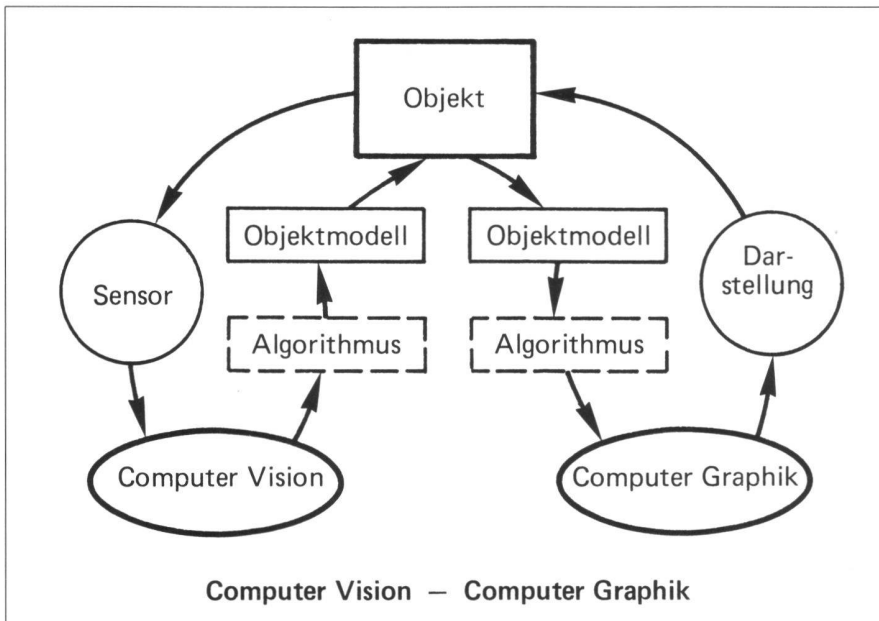 Objekt
Objektmodell
Objektmodell
Dar-
stellung
Sensor
Algorithmus
Algorithmus
Computer Vision
Computer Graphik
Computer Vision – Computer Graphik